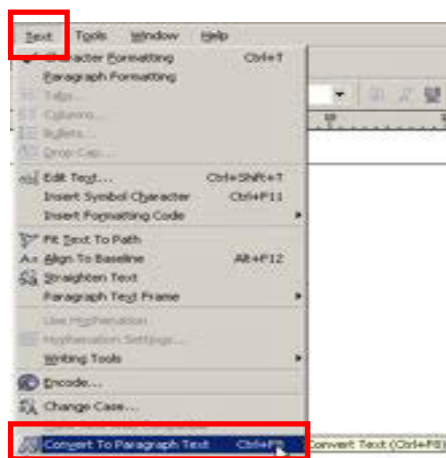 Text Tools Window Help
Character Formatting Ctrl+T
Paragraph Formatting
Tabs...
Columns...
Bullets...
Drop Cap...
Edit Text... Ctrl+Shift+T
Insert Symbol Character Ctrl+F11
Insert Formatting Code
Fit Text To Path
Align To Baseline Alt+F12
Straighten Text
Paragraph Text Frame
Use Hyphenation
Hyphenation Settings...
Writing Tools
Encode...
Change Case...
Convert To Paragraph Text Ctrl+F8
Convert Text (Ctrl+F8)